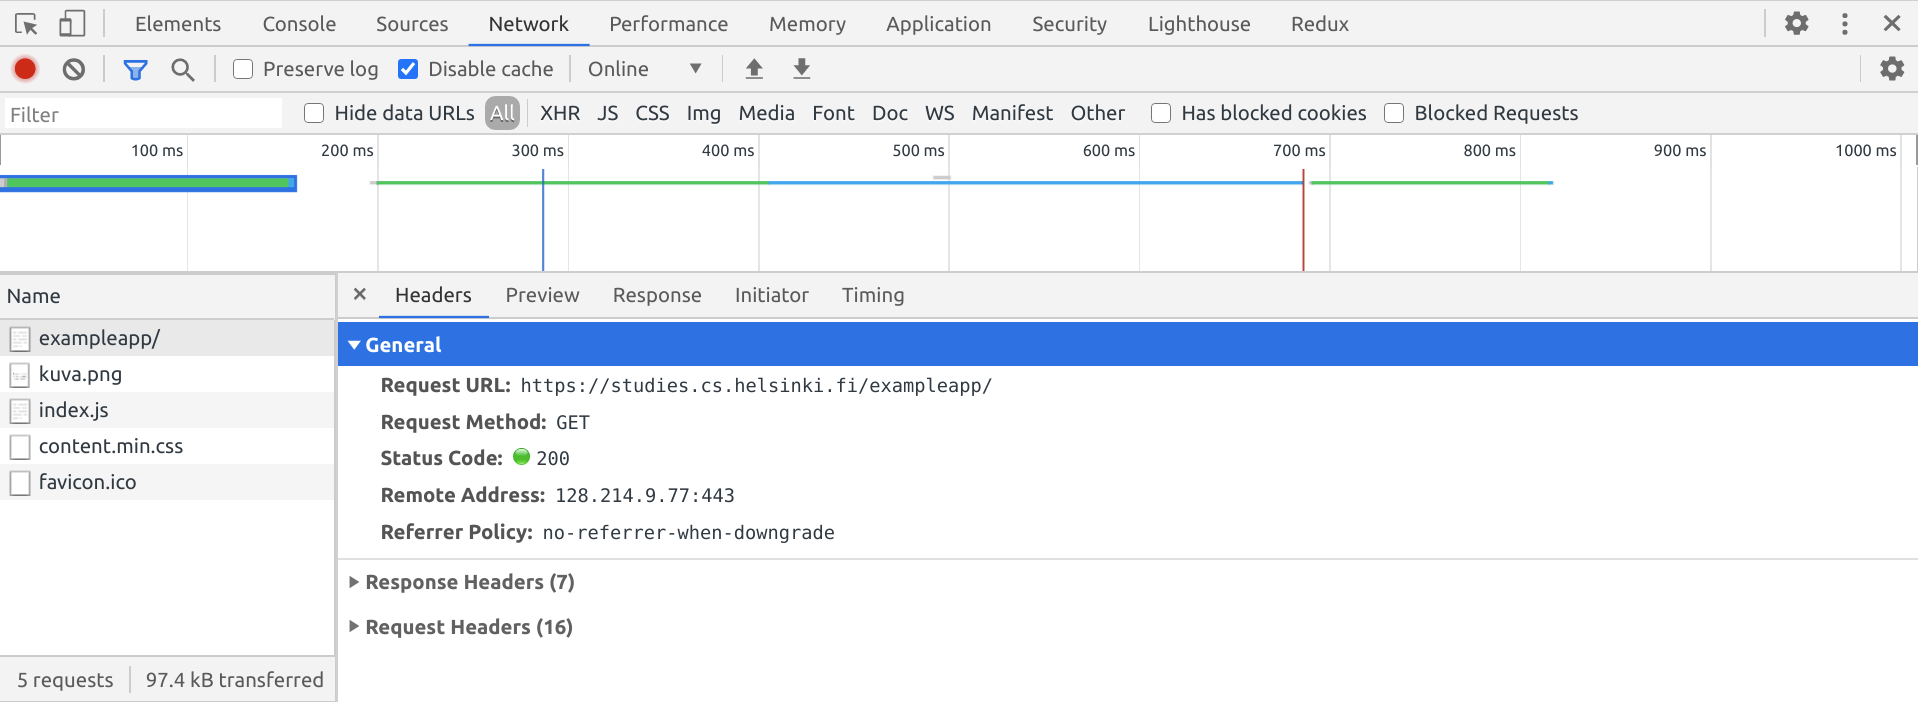 Elements Console Sources Network Performance Memory Application Security Lighthouse Redux
Preserve log Disable cache Online
Filter Hide data URLs All XHR JS CSS Img Media Font Doc WS Manifest Other Has blocked cookies Blocked Requests
100 ms 200 ms 300 ms 400 ms 500 ms 600 ms 700 ms 800 ms 900 ms 1000 ms
Name
exampleapp/
kuva.png
index.js
content.min.css
favicon.ico
5 requests 97.4 kB transferred
Headers Preview Response Initiator Timing
General
Request URL: https://studies.cs.helsinki.fi/exampleapp/
Request Method: GET
Status Code: 200
Remote Address: 128.214.9.77:443
Referrer Policy: no-referrer-when-downgrade
Response Headers (7)
Request Headers (16)